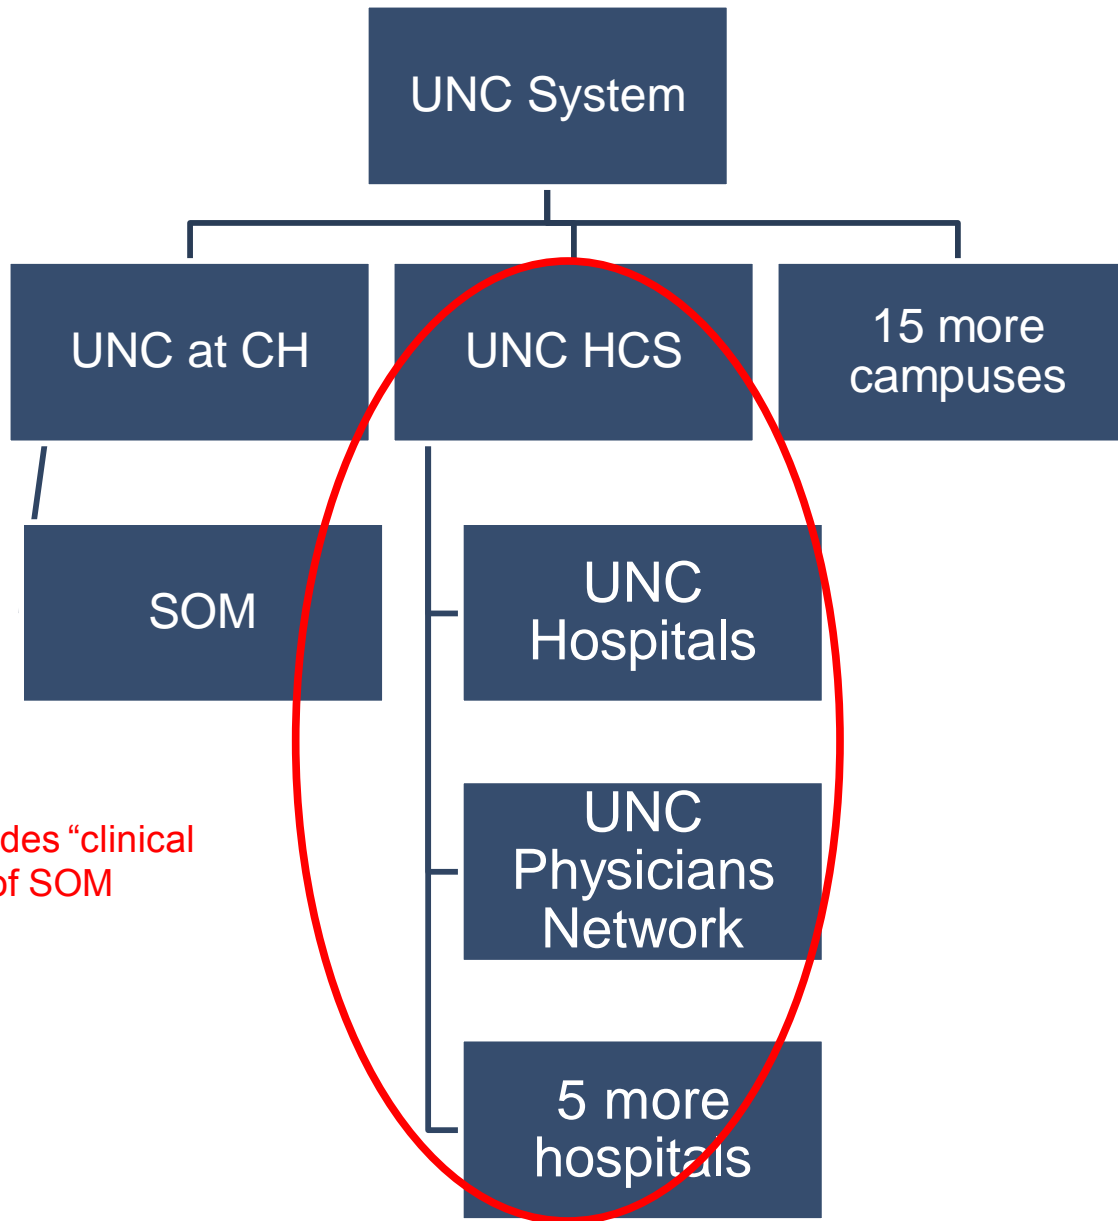 UNC System
UNC at CH
UNC HCS
15 more
campuses
SOM
UNC
Hospitals
UNC
Physicians
Network
5 more
hospitals
“clinical
of SOM